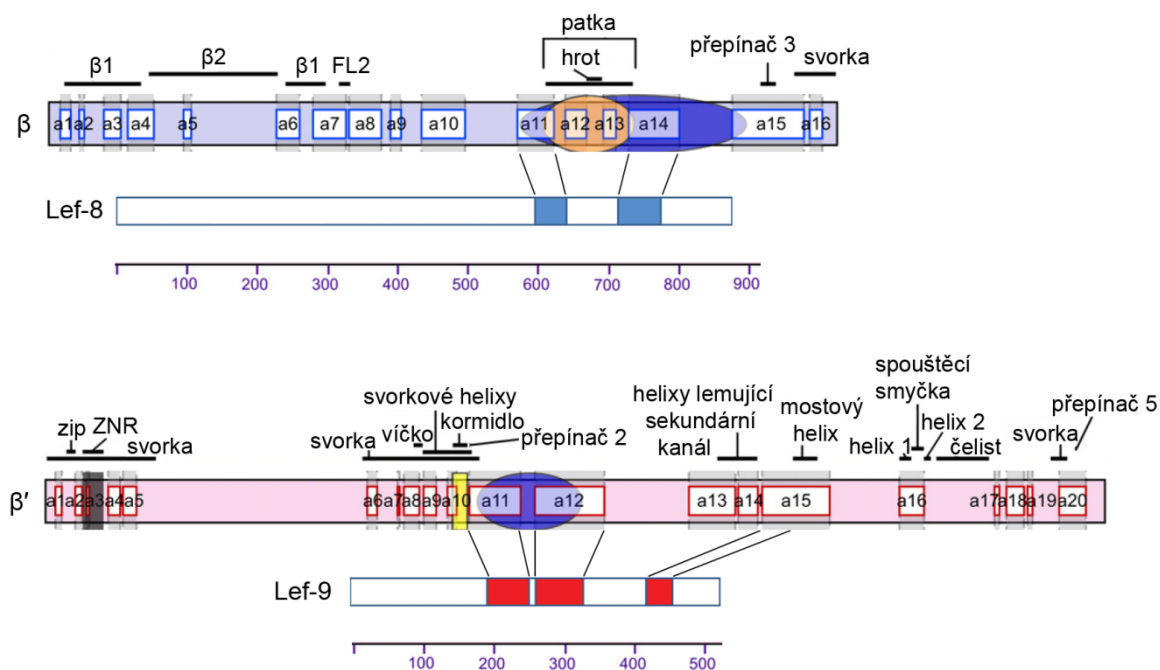 patka
β1 β2 β1 FL2 hrot přepínač 3 svorka
β a1 a2 a3 a4 a5 a6 a7 a8 a9 a10 a11 a12 a13 a14 a15 a16
Lef-8
100 200 300 400 500 600 700 800 900
spouštěcí
smyčka
svorkové helixy
helixy lemující
sekundární
kanál
mostový
helix
zip ZNR
svorka
svorka
víčko
kormidlo
přepínač 2
helix 1
helix 2
čelist
svorka
přepínač 5
β′ a1 a2 a3 a4 a5 a6 a7 a8 a9 a10 a11 a12 a13 a14 a15 a16 a17 a18 a19 a20
Lef-9
100 200 300 400 500